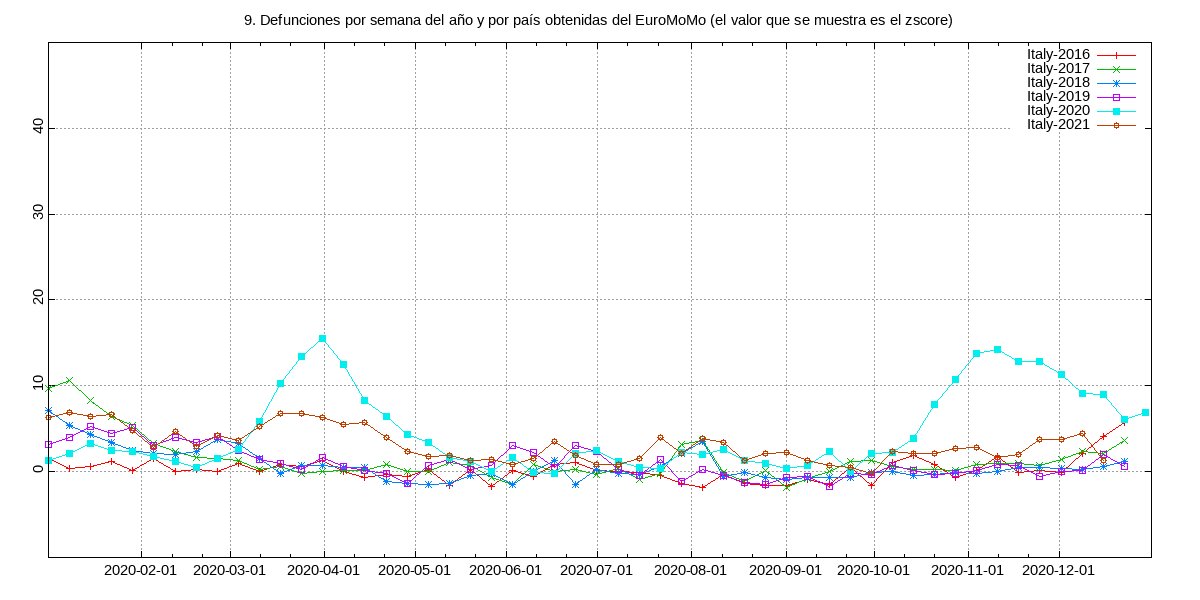 9. Defunciones por semana del año y por país obtenidas del EuroMoMo (el valor que se muestra es el zscore)
Italy-2016
Italy-2017
Italy-2018
Italy-2019
Italy-2020
Italy-2021
40
30
20
10
0
2020-02-01 2020-03-01 2020-04-01 2020-05-01 2020-06-01 2020-07-01 2020-08-01 2020-09-01 2020-10-01 2020-11-01 2020-12-01